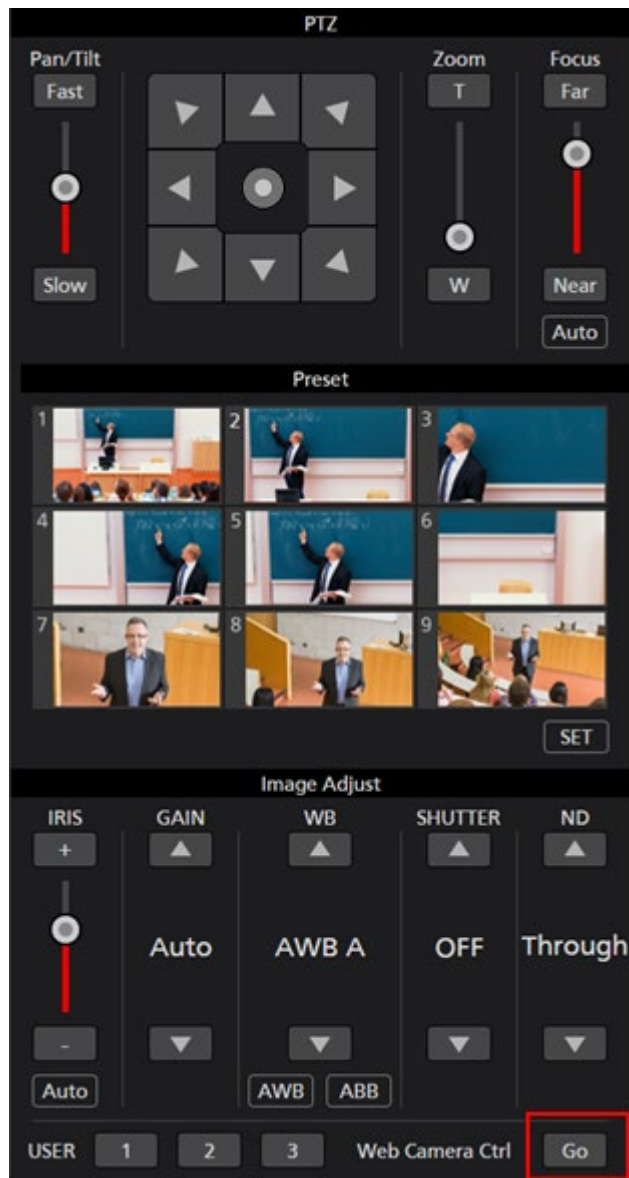 PTZ
Pan/Tilt
Zoom
Focus
Fast
T
Far
Slow
W
Near
Auto
Preset
1
2
3
4
5
6
7
8
9
SET
Image Adjust
IRIS
GAIN
WB
SHUTTER
ND
+
Auto
AWB A
OFF
Through
-
Auto
AWB
ABB
USER
1
2
3
Web Camera Ctrl
Go